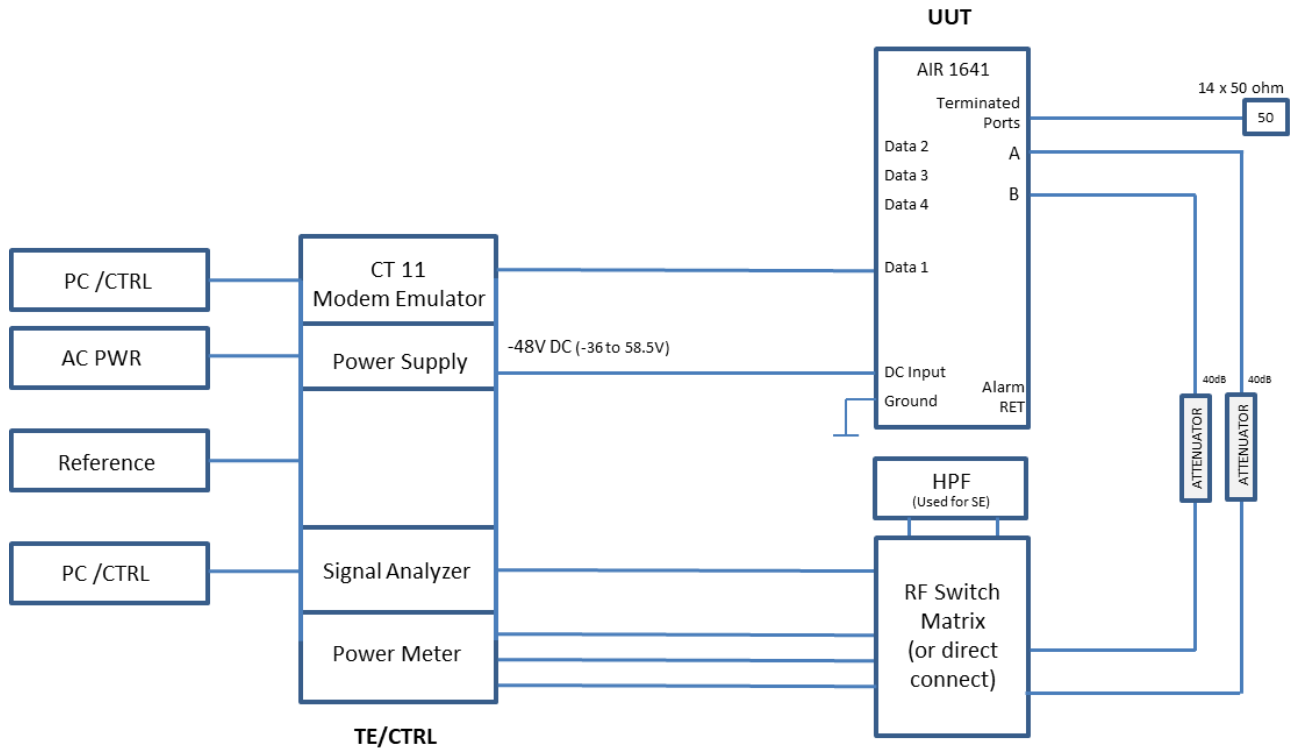 UUT
AIR 1641
Terminated
Ports
14 x 50 ohm
50
Data 2
A
Data 3
B
Data 4
PC /CTRL
CT 11
Modem Emulator
Data 1
AC PWR
Power Supply
-48V DC (-36 to 58.5V)
DC Input
Ground
Alarm
RET
40dB
40dB
ATTENUATOR
ATTENUATOR
Reference
HPF
(Used for SE)
PC /CTRL
Signal Analyzer
RF Switch
Matrix
(or direct
connect)
Power Meter
TE/CTRL